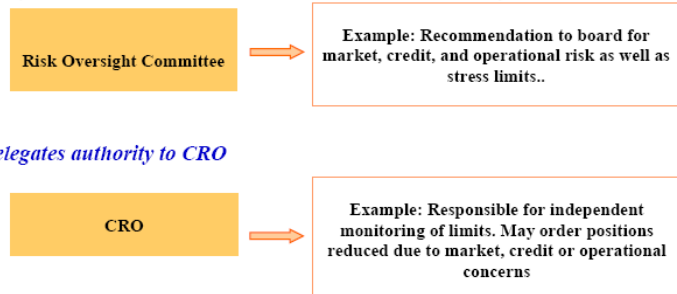 Risk Oversight Committee
Example: Recommendation to board for
market, credit, and operational risk as well as
stress limits..
elegates authority to CRO
CRO
Example: Responsible for independent
monitoring of limits. May order positions
reduced due to market, credit or operational
concerns